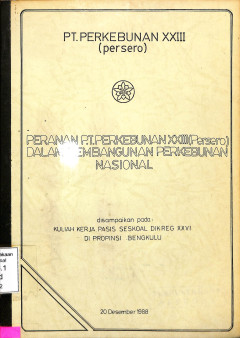 PT. PERKEBUNAN XXIII
(persero)
PERANAN P.T. PERKEBUNAN XXIII (Persero)
DALAM PEMBANGUNAN PERKEBUNAN
NASIONAL
disampaikan pada :
KULIAH KERJA PASIS SESKOAL DIKREG XXVI
DI PROPINSI BENGKULU
20 Desember 1988